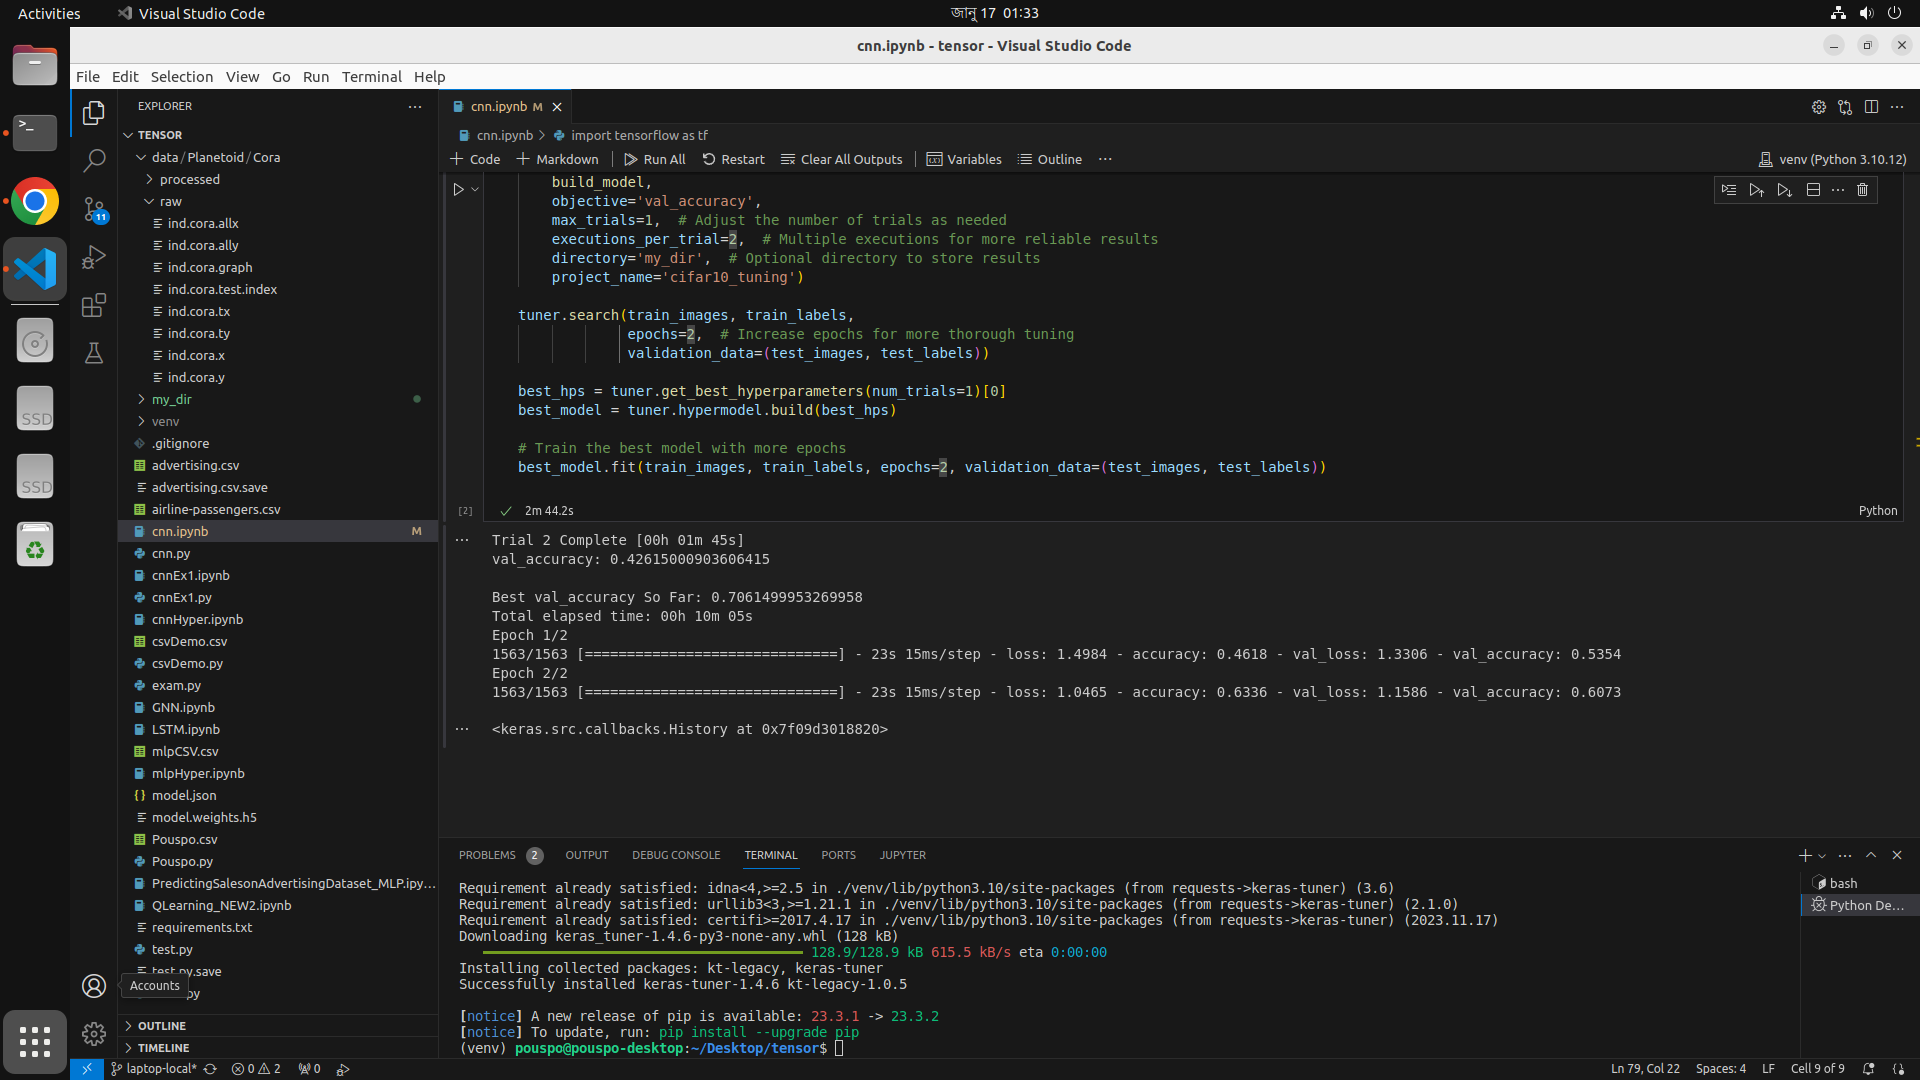 Activities
Visual Studio Code
জানু 17 01:33
cnn.ipynb - tensor - Visual Studio Code
File Edit Selection View Go Run Terminal Help
EXPLORER
TENSOR
data / Planetoid / Cora
processed
raw
ind.cora.allx
ind.cora.ally
ind.cora.graph
ind.cora.test.index
ind.cora.tx
ind.cora.ty
ind.cora.x
ind.cora.y
my_dir
venv
.gitignore
advertising.csv
advertising.csv.save
airline-passengers.csv
cnn.ipynb M
cnn.py
cnnEx1.ipynb
cnnEx1.py
cnnHyper.ipynb
csvDemo.csv
csvDemo.py
exam.py
GNN.ipynb
LSTM.ipynb
mlpCSV.csv
mlpHyper.ipynb
model.json
model.weights.h5
Pouspo.csv
Pouspo.py
PredictingSalesonAdvertisingDataset_MLP.ipy...
QLearning_NEW2.ipynb
requirements.txt
test.py
test.py.save
Accounts
OUTLINE
TIMELINE
11
SSD
SSD
cnn.ipynb M
cnn.ipynb > import tensorflow as tf
+ Code + Markdown Run All Restart Clear All Outputs Variables Outline ...
venv (Python 3.10.12)
build_model,
objective='val_accuracy',
max_trials=1, # Adjust the number of trials as needed
executions_per_trial=2, # Multiple executions for more reliable results
directory='my_dir', # Optional directory to store results
project_name='cifar10_tuning')
tuner.search(train_images, train_labels,
epochs=2, # Increase epochs for more thorough tuning
validation_data=(test_images, test_labels))
best_hps = tuner.get_best_hyperparameters(num_trials=1)[0]
best_model = tuner.hypermodel.build(best_hps)
# Train the best model with more epochs
best_model.fit(train_images, train_labels, epochs=2, validation_data=(test_images, test_labels))
[2] 2m 44.2s
Python
Trial 2 Complete [00h 01m 45s]
val_accuracy: 0.42615000903606415
Best val_accuracy So Far: 0.7061499953269958
Total elapsed time: 00h 10m 05s
Epoch 1/2
1563/1563 [==============================] - 23s 15ms/step - loss: 1.4984 - accuracy: 0.4618 - val_loss: 1.3306 - val_accuracy: 0.5354
Epoch 2/2
1563/1563 [==============================] - 23s 15ms/step - loss: 1.0465 - accuracy: 0.6336 - val_loss: 1.1586 - val_accuracy: 0.6073
<keras.src.callbacks.History at 0x7f09d3018820>
PROBLEMS 2 OUTPUT DEBUG CONSOLE TERMINAL PORTS JUPYTER
Requirement already satisfied: idna<4,>=2.5 in ./venv/lib/python3.10/site-packages (from requests->keras-tuner) (3.6)
Requirement already satisfied: urllib3<3,>=1.21.1 in ./venv/lib/python3.10/site-packages (from requests->keras-tuner) (2.1.0)
Requirement already satisfied: certifi>=2017.4.17 in ./venv/lib/python3.10/site-packages (from requests->keras-tuner) (2023.11.17)
Downloading keras_tuner-1.4.6-py3-none-any.whl (128 kB)
128.9/128.9 kB 615.5 kB/s eta 0:00:00
Installing collected packages: kt-legacy, keras-tuner
Successfully installed keras-tuner-1.4.6 kt-legacy-1.0.5
[notice] A new release of pip is available: 23.3.1 -> 23.3.2
[notice] To update, run: pip install --upgrade pip
(venv) pouspo@pouspo-desktop:~/Desktop/tensor$
bash
Python De...
laptop-local* 0 2 0
Ln 79, Col 22 Spaces: 4 LF Cell 9 of 9